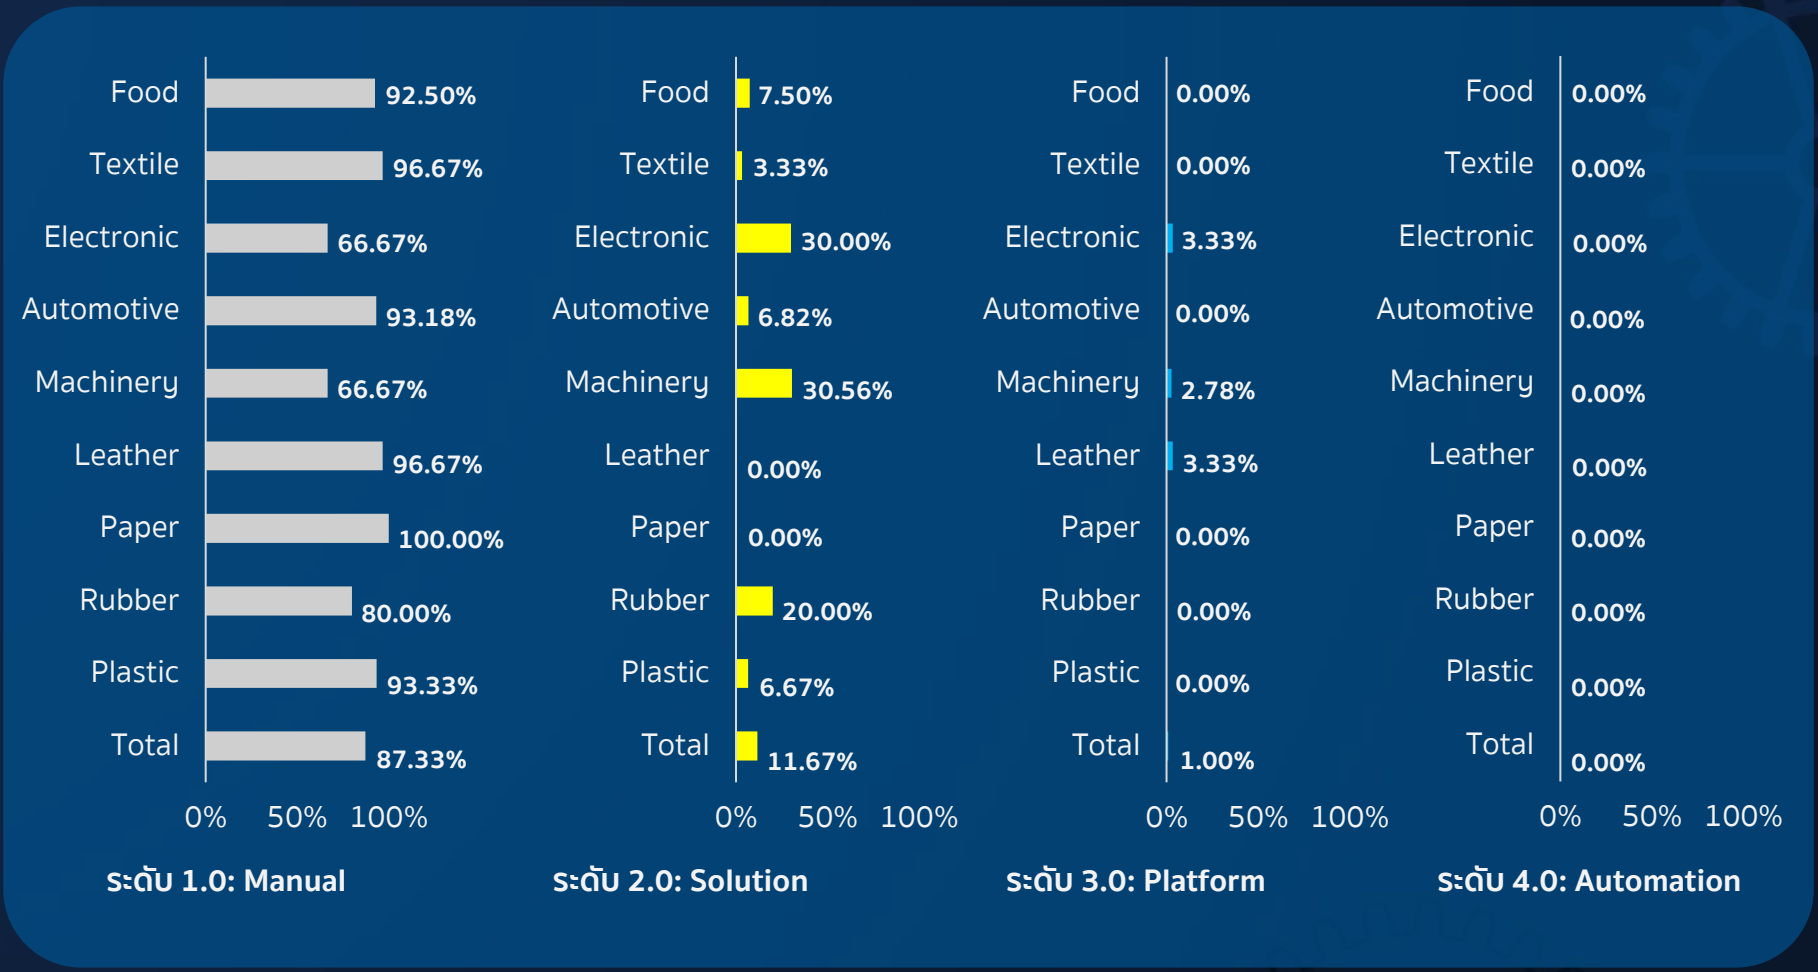 Food 92.50% Food 7.50% Food 0.00% Food 0.00%
Textile 96.67% Textile 3.33% Textile 0.00% Textile 0.00%
Electronic 66.67% Electronic 30.00% Electronic 3.33% Electronic 0.00%
Automotive 93.18% Automotive 6.82% Automotive 0.00% Automotive 0.00%
Machinery 66.67% Machinery 30.56% Machinery 2.78% Machinery 0.00%
Leather 96.67% Leather 0.00% Leather 3.33% Leather 0.00%
Paper 100.00% Paper 0.00% Paper 0.00% Paper 0.00%
Rubber 80.00% Rubber 20.00% Rubber 0.00% Rubber 0.00%
Plastic 93.33% Plastic 6.67% Plastic 0.00% Plastic 0.00%
Total 87.33% Total 11.67% Total 1.00% Total 0.00%
0% 50% 100% 0% 50% 100% 0% 50% 100% 0% 50% 100%
ระดับ 1.0: Manual ระดับ 2.0: Solution ระดับ 3.0: Platform ระดับ 4.0: Automation